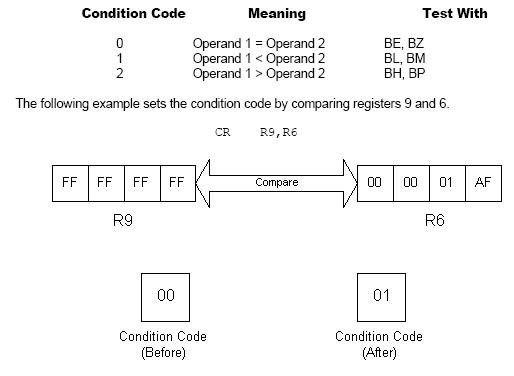 Condition Code Meaning Test With
0 Operand 1 = Operand 2 BE, BZ
1 Operand 1 < Operand 2 BL, BM
2 Operand 1 > Operand 2 BH, BP
The following example sets the condition code by comparing registers 9 and 6.
CR R9,R6
FF FF FF FF Compare 00 00 01 AF
R9 R6
00 01
Condition Code Condition Code
(Before) (After)